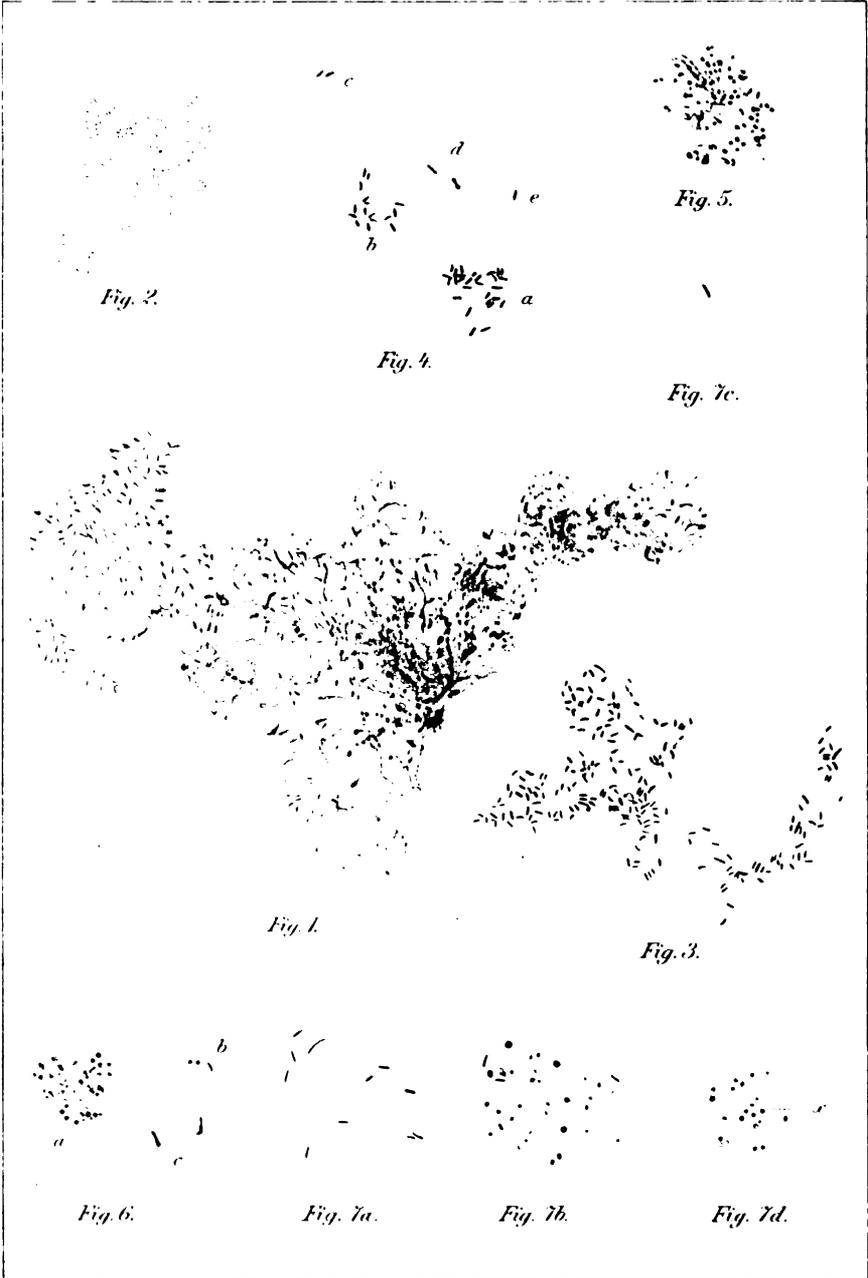 c
d
e
b
Fig. 5.
Fig. 2.
a
Fig. 4.
Fig. 7c.
Fig. 1.
Fig. 3.
b
x
a
c
Fig. 6.
Fig. 7a.
Fig. 7b.
Fig. 7d.